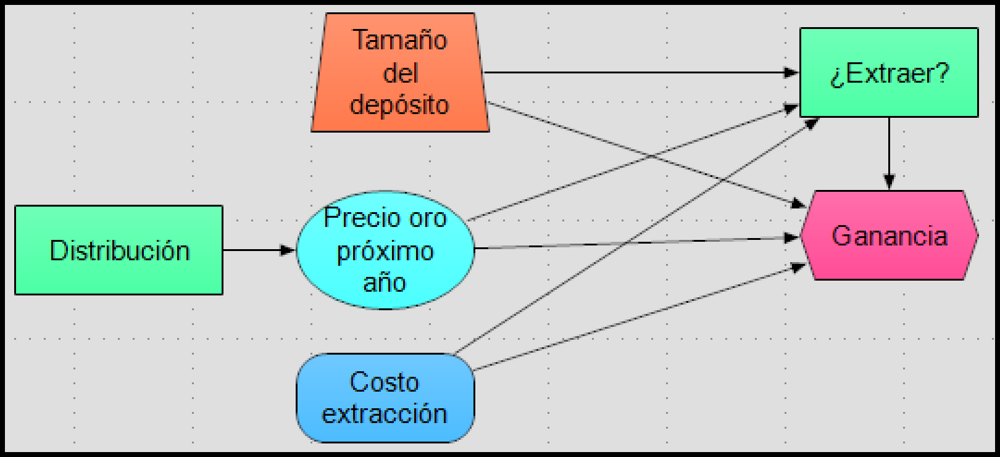 Tamaño
del
depósito
¿Extraer?
Distribución
Precio oro
próximo
año
Ganancia
Costo
extracción